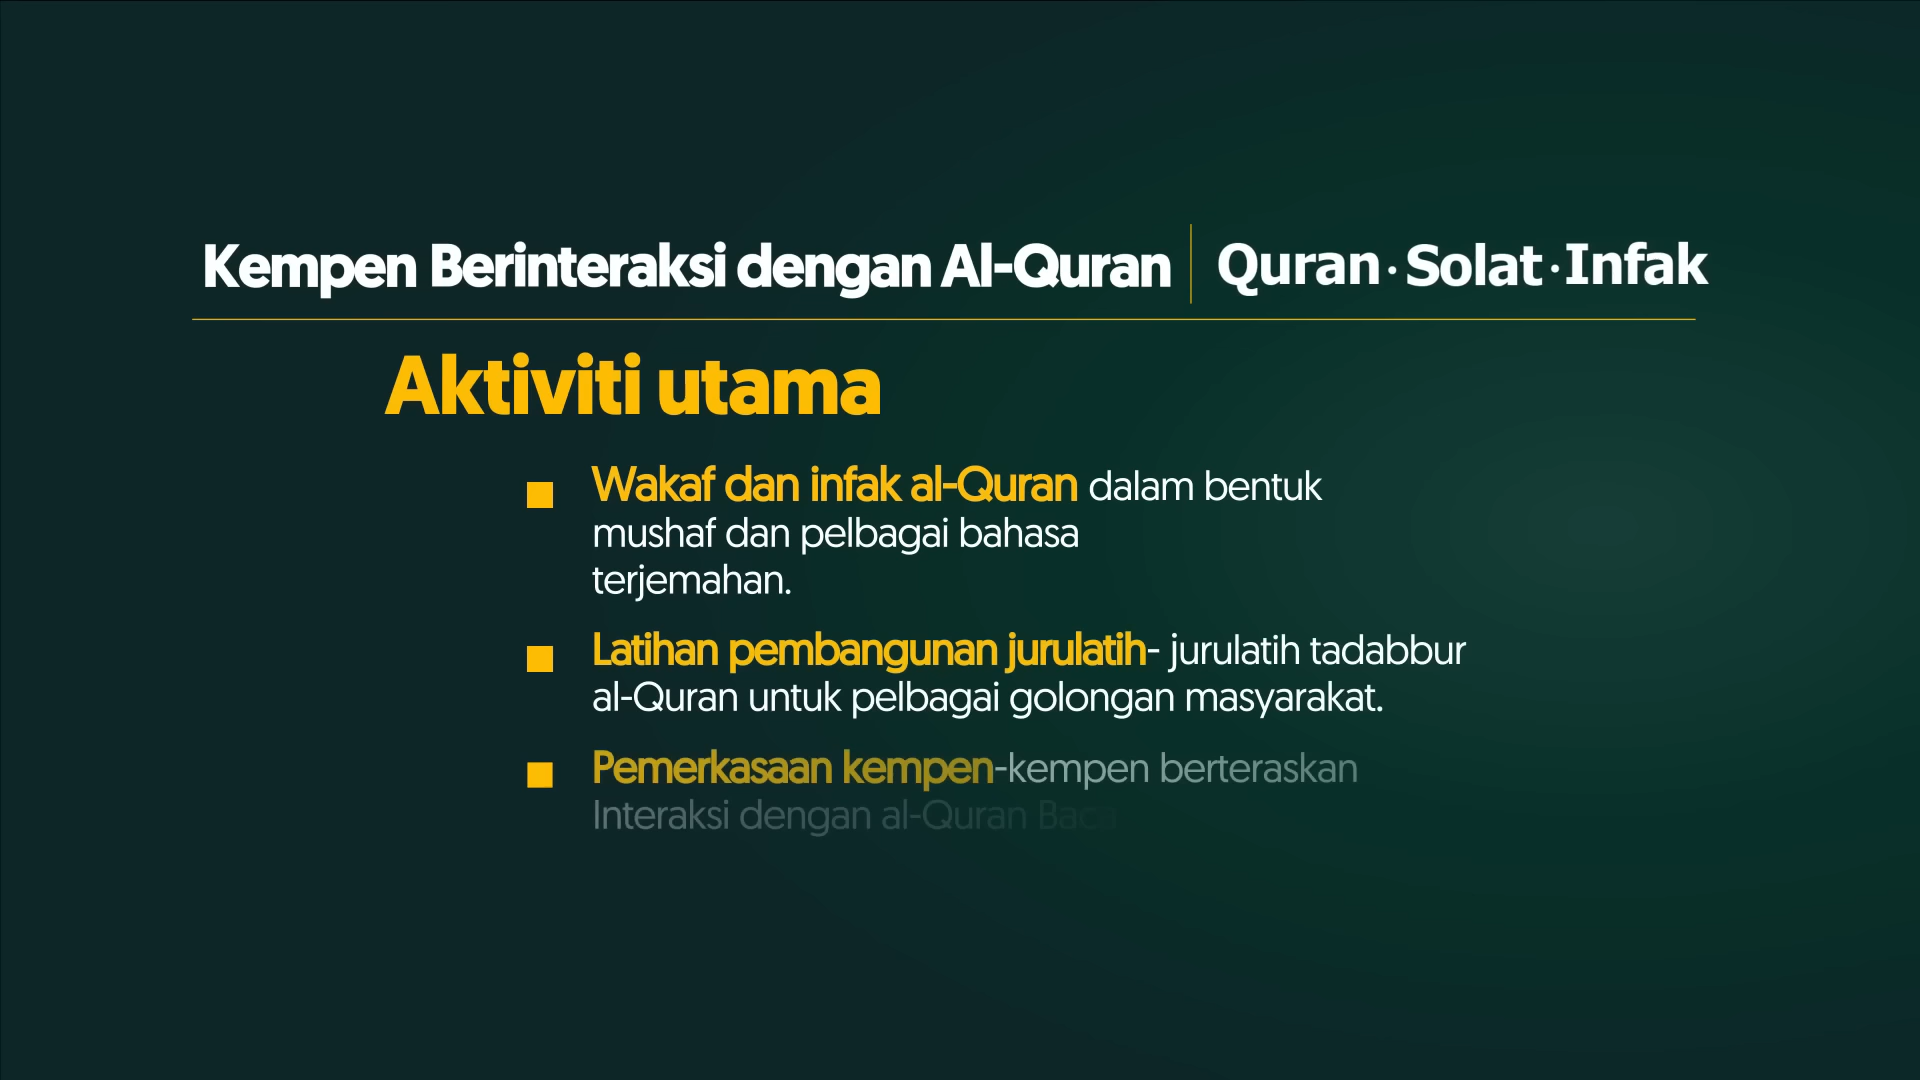 Kempen Berinteraksi dengan Al-Quran | Quran · Solat · Infak
Aktiviti utama
Wakaf dan infak al-Quran dalam bentuk
mushaf dan pelbagai bahasa
terjemahan.
Latihan pembangunan jurulatih- jurulatih tadabbur
al-Quran untuk pelbagai golongan masyarakat.
Pemerkasaan kempen-kempen berteraskan
Interaksi dengan al-Quran Baca